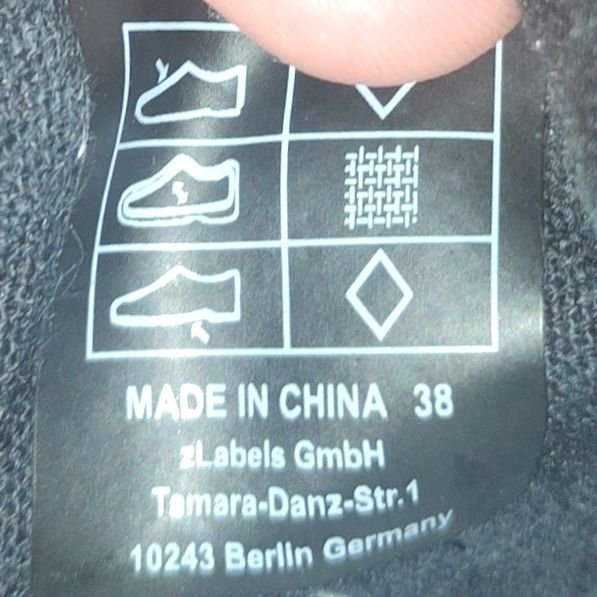 MADE IN CHINA 38
zLabels GmbH
Tamara-Danz-Str.1
10243 Berlin Germany